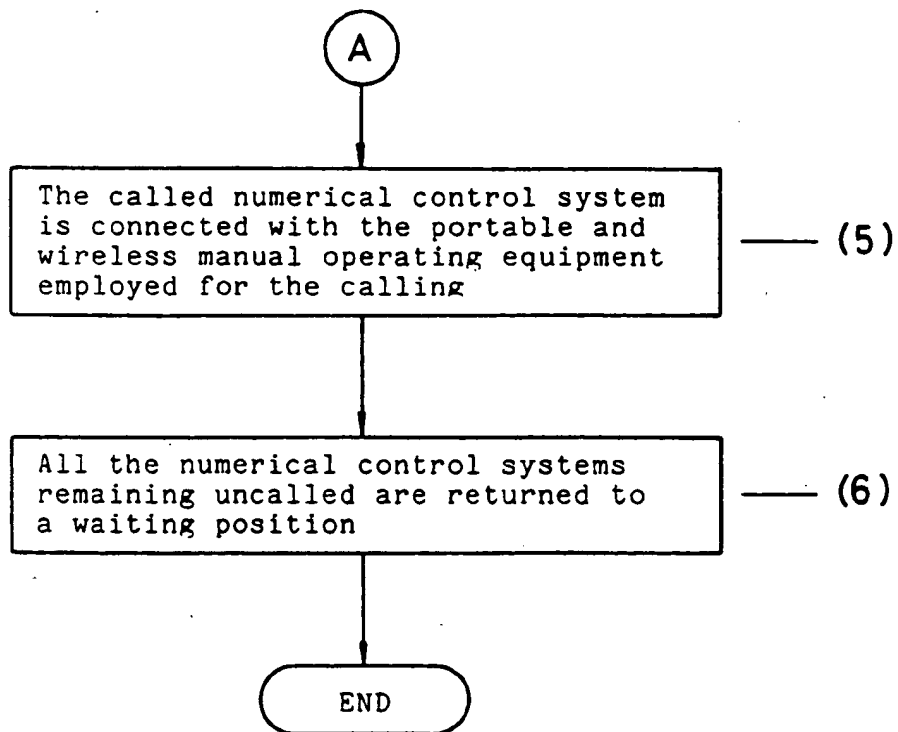 A
The called numerical control system
is connected with the portable and
wireless manual operating equipment
employed for the calling
(5)
All the numerical control systems
remaining uncalled are returned to
a waiting position
(6)
END